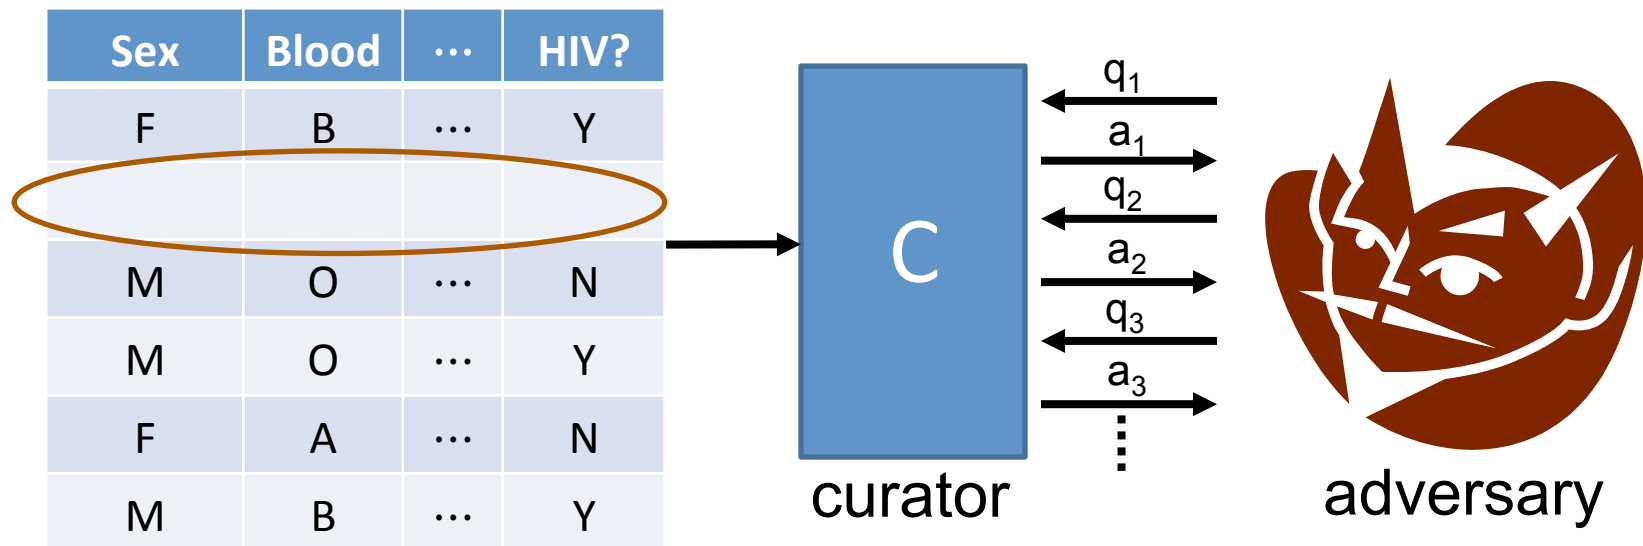 Sex Blood ⋯ HIV?
F B ⋯ Y
M O ⋯ N
M O ⋯ Y
F A ⋯ N
M B ⋯ Y
C
curator
q₁
a₁
q₂
a₂
q₃
a₃
adversary